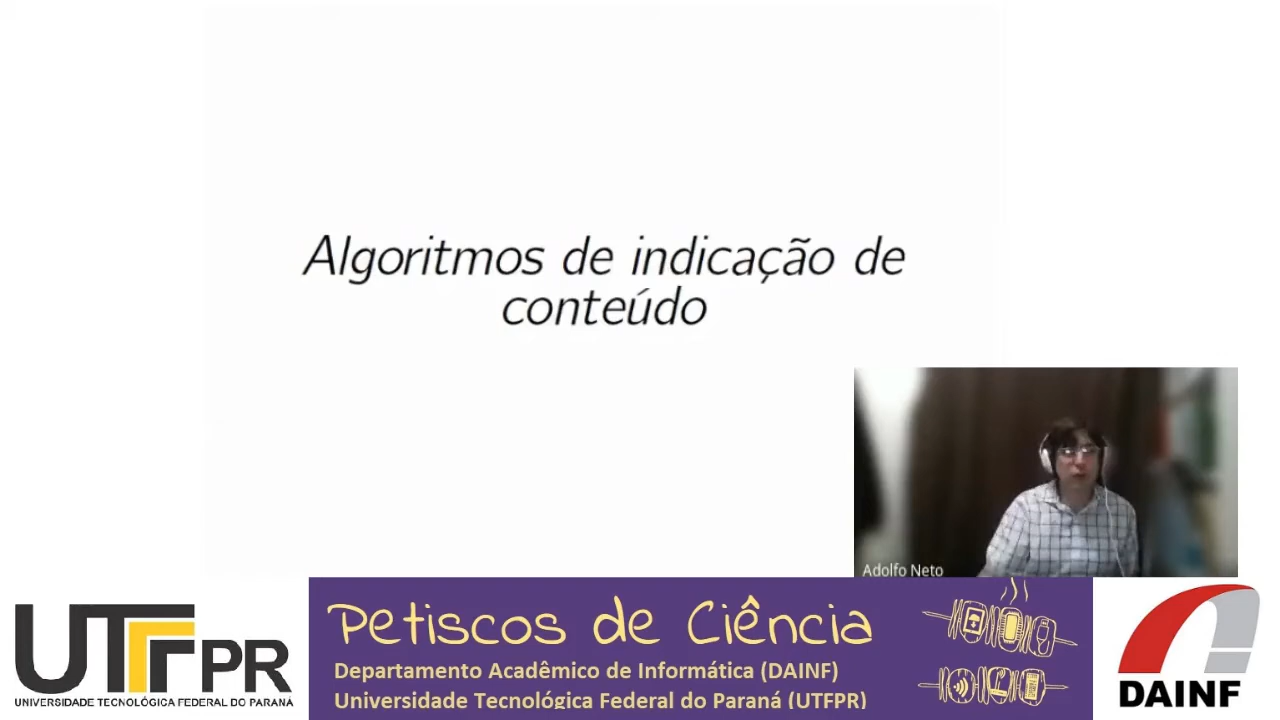 Algoritmos de indicação de
conteúdo
Adolfo Neto
UTFPR
UNIVERSIDADE TECNOLÓGICA FEDERAL DO PARANÁ
Petiscos de Ciência
Departamento Acadêmico de Informática (DAINF)
Universidade Tecnológica Federal do Paraná (UTFPR)
DAINF